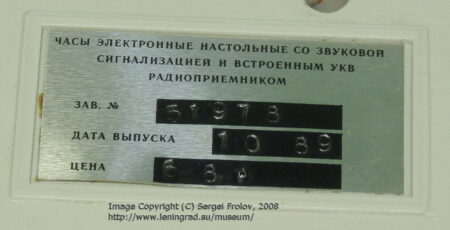 ЧАСЫ ЭЛЕКТРОННЫЕ НАСТОЛЬНЫЕ СО ЗВУКОВОЙ
СИГНАЛИЗАЦИЕЙ И ВСТРОЕННЫМ УКВ
РАДИОПРИЕМНИКОМ
ЗАВ. № 51978
ДАТА ВЫПУСКА 10 89
ЦЕНА
Image Copyright (C) Sergei Frolov, 2008
http://www.leningrad.su/museum/